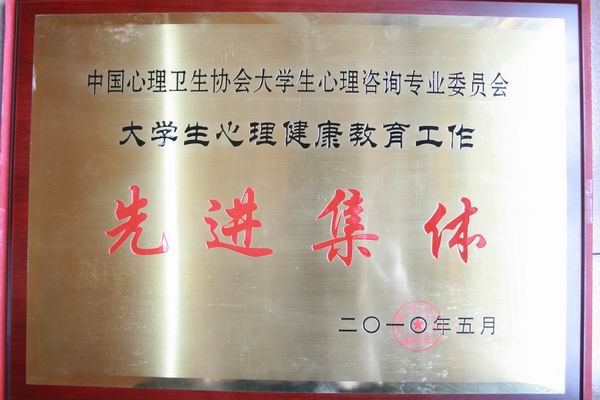 中国心理卫生协会大学生心理咨询专业委员会
大学生心理健康教育工作
先进集体
二〇一〇年五月